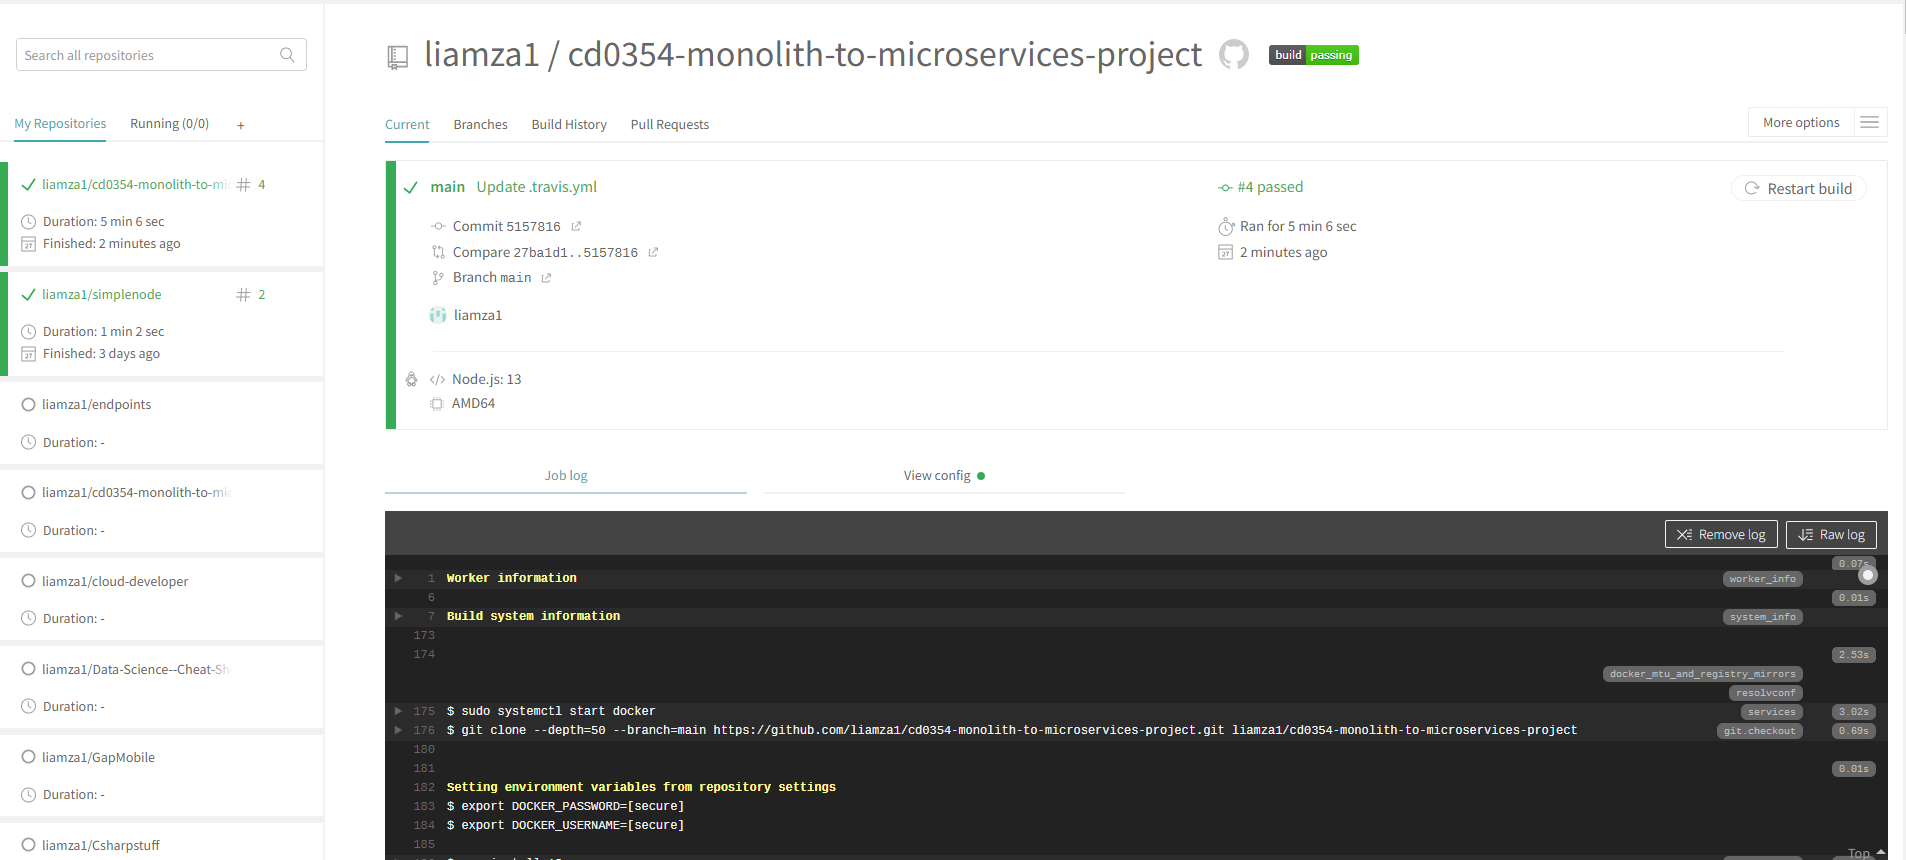 Search all repositories
My Repositories
Running (0/0)
+
liamza1/cd0354-monolith-to-mi
4
Duration: 5 min 6 sec
27
Finished: 2 minutes ago
liamza1/simplenode
2
Duration: 1 min 2 sec
27
Finished: 3 days ago
liamza1/endpoints
Duration: -
liamza1/cd0354-monolith-to-mic
Duration: -
liamza1/cloud-developer
Duration: -
liamza1/Data-Science--Cheat-Sh
Duration: -
liamza1/GapMobile
Duration: -
liamza1/Csharpstuff
liamza1 / cd0354-monolith-to-microservices-project
build passing
Current
Branches
Build History
Pull Requests
More options
main Update .travis.yml
#4 passed
Restart build
Commit 5157816
Ran for 5 min 6 sec
Compare 27ba1d1..5157816
27
2 minutes ago
Branch main
liamza1
</> Node.js: 13
AMD64
Job log
View config
Remove log
Raw log
0.07s
1 Worker information worker_info
6 0.01s
7 Build system information system_info
173
174 2.53s
docker_mtu_and_registry_mirrors
resolvconf
175 $ sudo systemctl start docker services 3.02s
176 $ git clone --depth=50 --branch=main https://github.com/liamza1/cd0354-monolith-to-microservices-project.git liamza1/cd0354-monolith-to-microservices-project git.checkout 0.69s
180
181 0.01s
182 Setting environment variables from repository settings
183 $ export DOCKER_PASSWORD=[secure]
184 $ export DOCKER_USERNAME=[secure]
185
Top